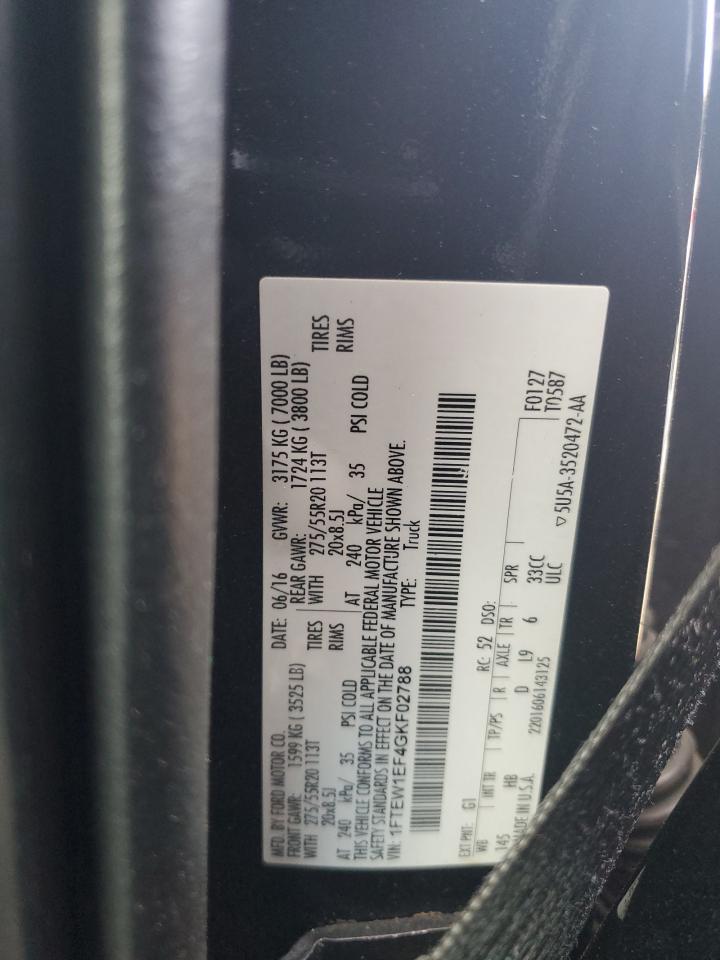 MFD. BY FORD MOTOR CO.
DATE: 06/16 GVWR: 3175 KG ( 7000 LB)
FRONT GAWR: 1599 KG ( 3525 LB) REAR GAWR: 1724 KG ( 3800 LB)
WITH 275/55R20 113T TIRES WITH 275/55R20 113T TIRES
20x8.5J RIMS 20x8.5J RIMS
AT 240 kPa/ 35 PSI COLD AT 240 kPa/ 35 PSI COLD
THIS VEHICLE CONFORMS TO ALL APPLICABLE FEDERAL MOTOR VEHICLE
SAFETY STANDARDS IN EFFECT ON THE DATE OF MANUFACTURE SHOWN ABOVE.
VIN: 1FTEW1EF4GKF02788 TYPE: Truck
EXT PNT: G1 RC: 52 DSO: F0127
WB INT TR TP/PS R AXLE TR SPR T0587
145 HB D L9 6 33CC
MADE IN U.S.A. 2201606143125 ULC ▽5U5A-3520472-AA